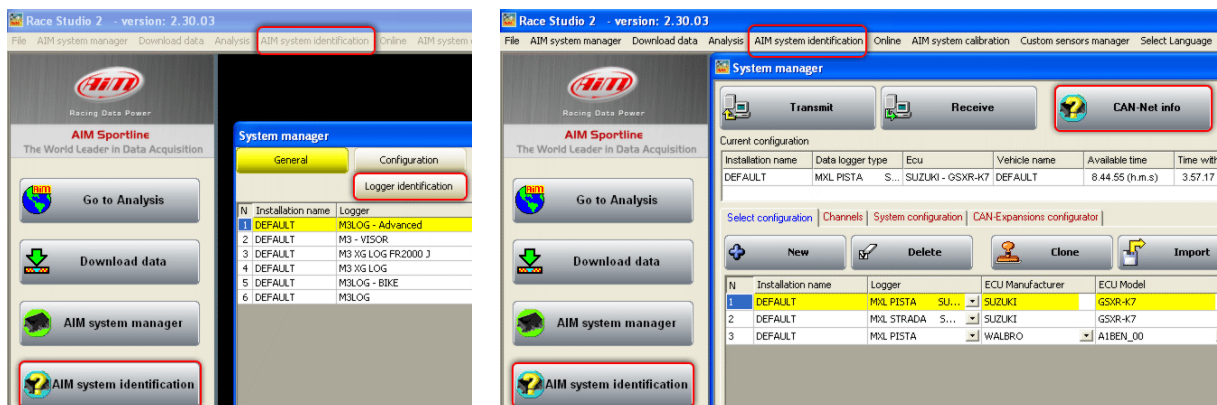 Race Studio 2 - version: 2.30.03
File AIM system manager Download data Analysis AIM system identification Online AIM system
AiM
Racing Data Power
AIM Sportline
The World Leader in Data Acquisition
Go to Analysis
Download data
AIM system manager
AIM system identification
System manager
General Configuration
Logger identification
N Installation name Logger
1 DEFAULT M3LOG - Advanced
2 DEFAULT M3 - VISOR
3 DEFAULT M3 XG LOG FR2000 J
4 DEFAULT M3 XG LOG
5 DEFAULT M3LOG - BIKE
6 DEFAULT M3LOG
Race Studio 2 - version: 2.30.03
File AIM system manager Download data Analysis AIM system identification Online AIM system calibration Custom sensors manager Select Language
AiM
Racing Data Power
AIM Sportline
The World Leader in Data Acquisition
Go to Analysis
Download data
AIM system manager
AIM system identification
System manager
Transmit Receive CAN-Net info
Current configuration
Installation name Data logger type Ecu Vehicle name Available time Time with
DEFAULT MXL PISTA S... SUZUKI - GSXR-K7 DEFAULT 8.44.55 (h.m.s) 3.57.17
Select configuration Channels System configuration CAN-Expansions configurator
New Delete Clone Import
N Installation name Logger ECU Manufacturer ECU Model
1 DEFAULT MXL PISTA SU... SUZUKI GSXR-K7
2 DEFAULT MXL STRADA S... SUZUKI GSXR-K7
3 DEFAULT MXL PISTA WALBRO A1BEN_00